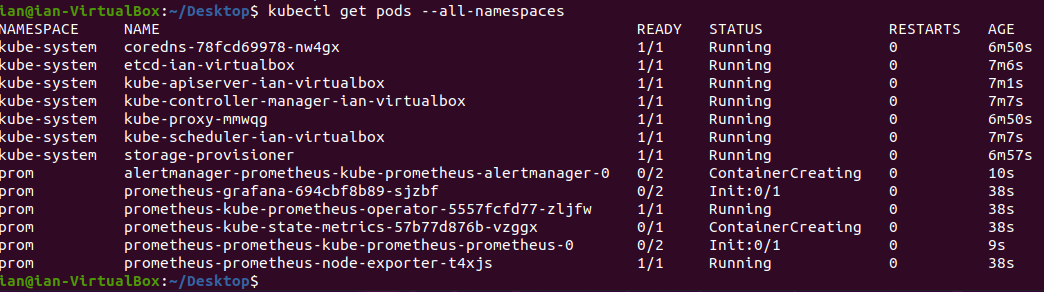 ian@ian-VirtualBox:~/Desktop$ kubectl get pods --all-namespaces
NAMESPACE NAME READY STATUS RESTARTS AGE
kube-system coredns-78fcd69978-nw4gx 1/1 Running 0 6m50s
kube-system etcd-ian-virtualbox 1/1 Running 0 7m6s
kube-system kube-apiserver-ian-virtualbox 1/1 Running 0 7m1s
kube-system kube-controller-manager-ian-virtualbox 1/1 Running 0 7m7s
kube-system kube-proxy-mmwqg 1/1 Running 0 6m50s
kube-system kube-scheduler-ian-virtualbox 1/1 Running 0 7m7s
kube-system storage-provisioner 1/1 Running 0 6m57s
prom alertmanager-prometheus-kube-prometheus-alertmanager-0 0/2 ContainerCreating 0 10s
prom prometheus-grafana-694cbf8b89-sjzbf 0/2 Init:0/1 0 38s
prom prometheus-kube-prometheus-operator-5557fcfd77-zljfw 1/1 Running 0 38s
prom prometheus-kube-state-metrics-57b77d876b-vzggx 0/1 ContainerCreating 0 38s
prom prometheus-prometheus-kube-prometheus-prometheus-0 0/2 Init:0/1 0 9s
prom prometheus-prometheus-node-exporter-t4xjs 1/1 Running 0 38s
ian@ian-VirtualBox:~/Desktop$